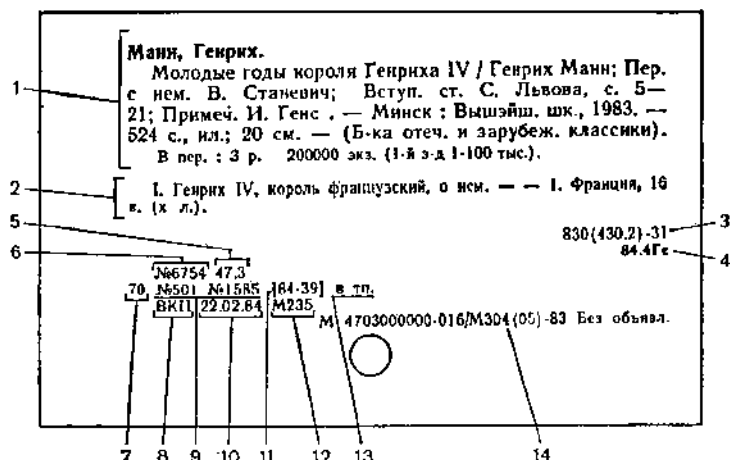 Манн, Генрих.
Молодые годы короля Генриха IV / Генрих Манн; Пер.
1
с нем. В. Станевич; Вступ. ст. С. Львова, с. 5—
21; Примеч. И. Генс . — Минск : Вышэйш. шк., 1983. —
524 с., ил.; 20 см. — (Б-ка отеч. и зарубеж. классики).
В пер. : 3 р. 200000 экз. (1-й з-д 1-100 тыс.).
2
I. Генрих IV, король французский, о нем. — — 1. Франция, 16
в. (х л.).
5
830(430.2)-31 3
6
84.4Ге 4
№6754 47,3
70 №501 №1585 [84-39] в тп.
ВКП 22.02.84 М235
М 4703000000-016/М304(05)-83 Без объявл.
7 8 9 10 11 12 13 14